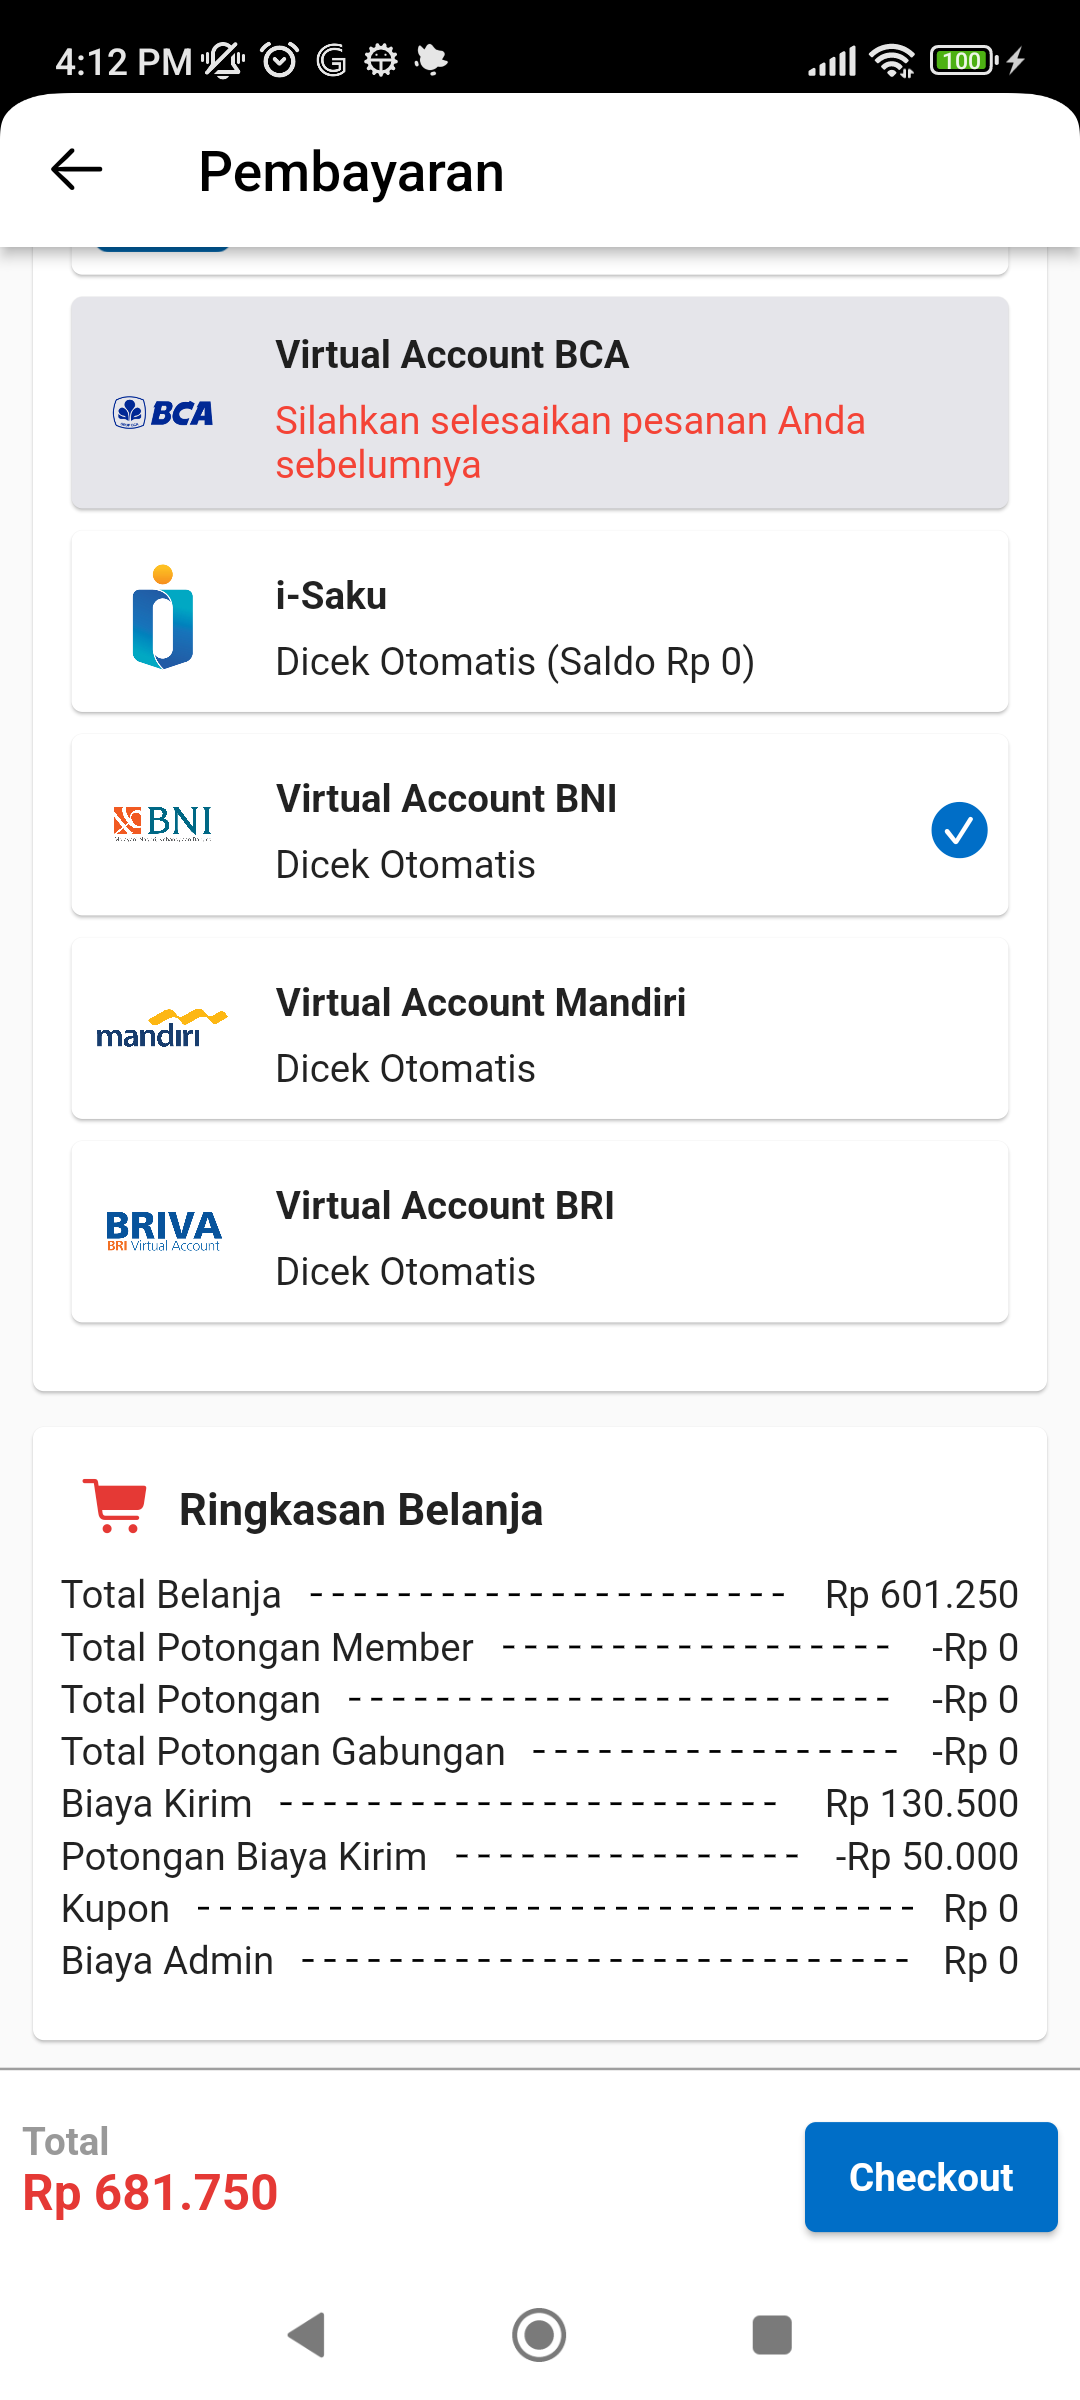 4:12 PM
100
Pembayaran
Virtual Account BCA
BCA
Silahkan selesaikan pesanan Anda
sebelumnya
i-Saku
Dicek Otomatis (Saldo Rp 0)
Virtual Account BNI
BNI
Dicek Otomatis
Virtual Account Mandiri
mandiri
Dicek Otomatis
Virtual Account BRI
BRIVA
BRI Virtual Account
Dicek Otomatis
Ringkasan Belanja
Total Belanja ---------------------- Rp 601.250
Total Potongan Member ------------------ -Rp 0
Total Potongan ------------------------- -Rp 0
Total Potongan Gabungan ----------------- -Rp 0
Biaya Kirim ----------------------- Rp 130.500
Potongan Biaya Kirim ---------------- -Rp 50.000
Kupon --------------------------------- Rp 0
Biaya Admin ---------------------------- Rp 0
Total
Rp 681.750
Checkout